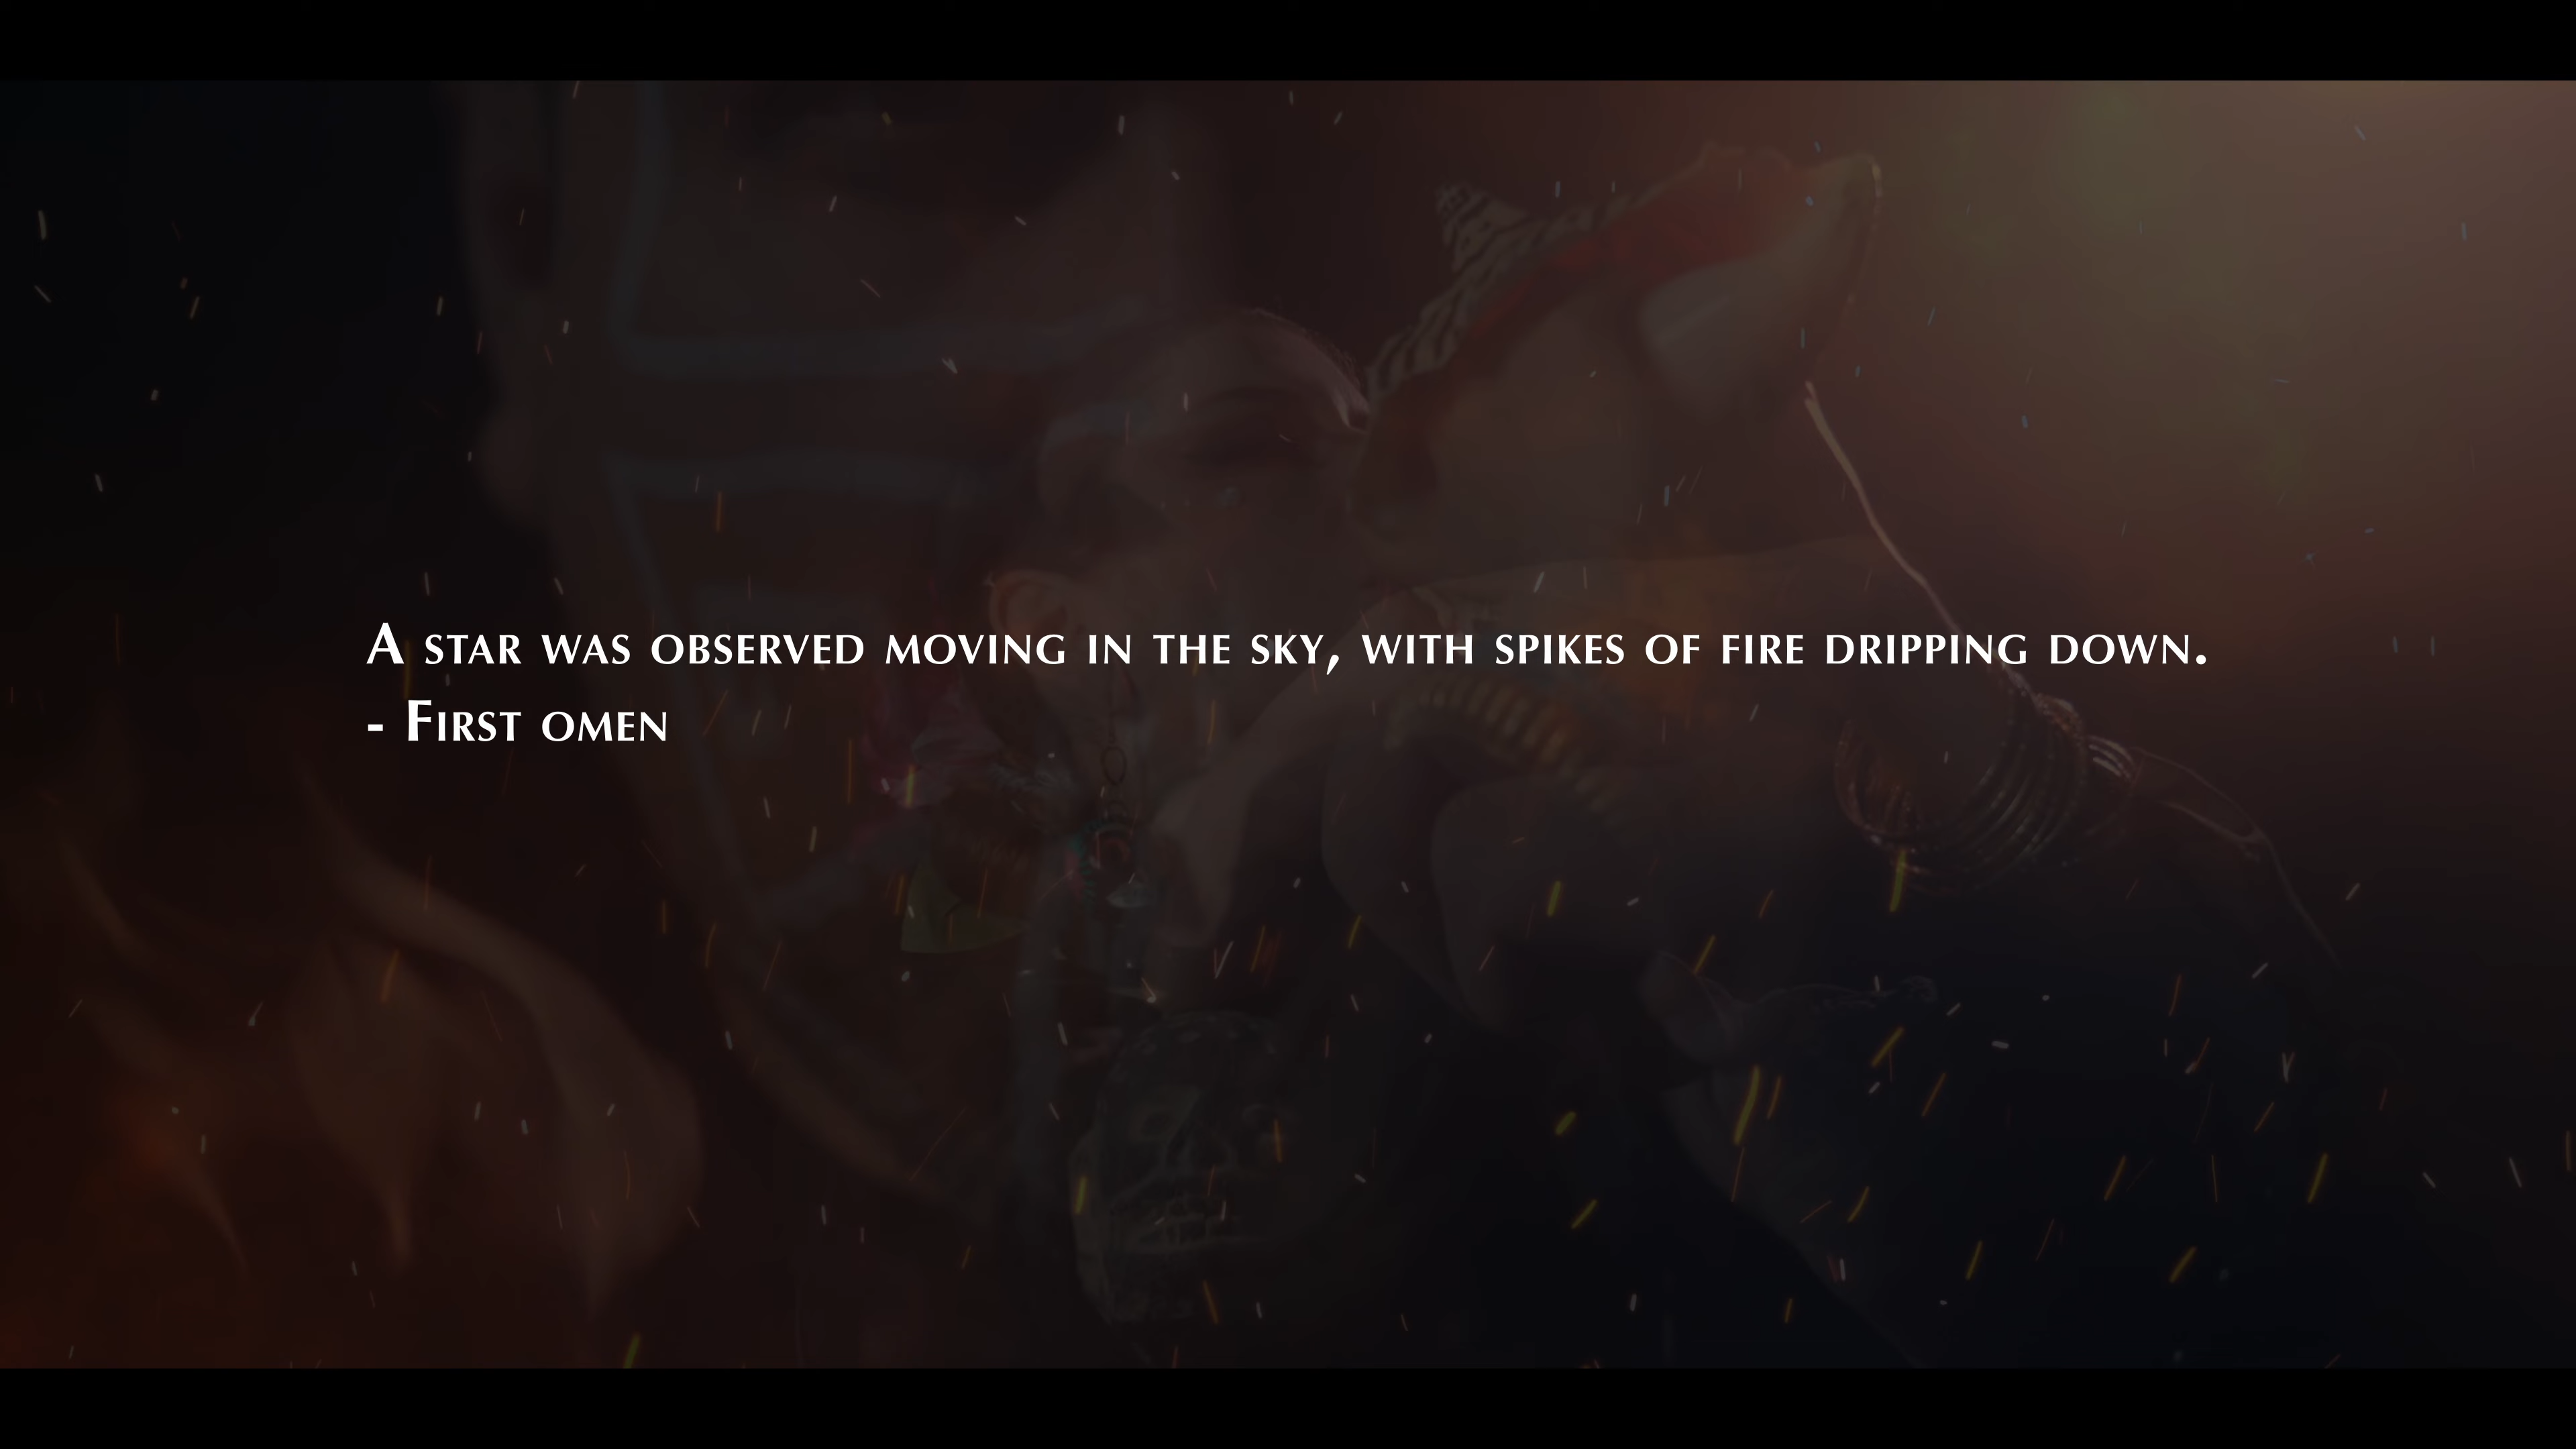 A star was observed moving in the sky, with spikes of fire dripping down.
- First omen